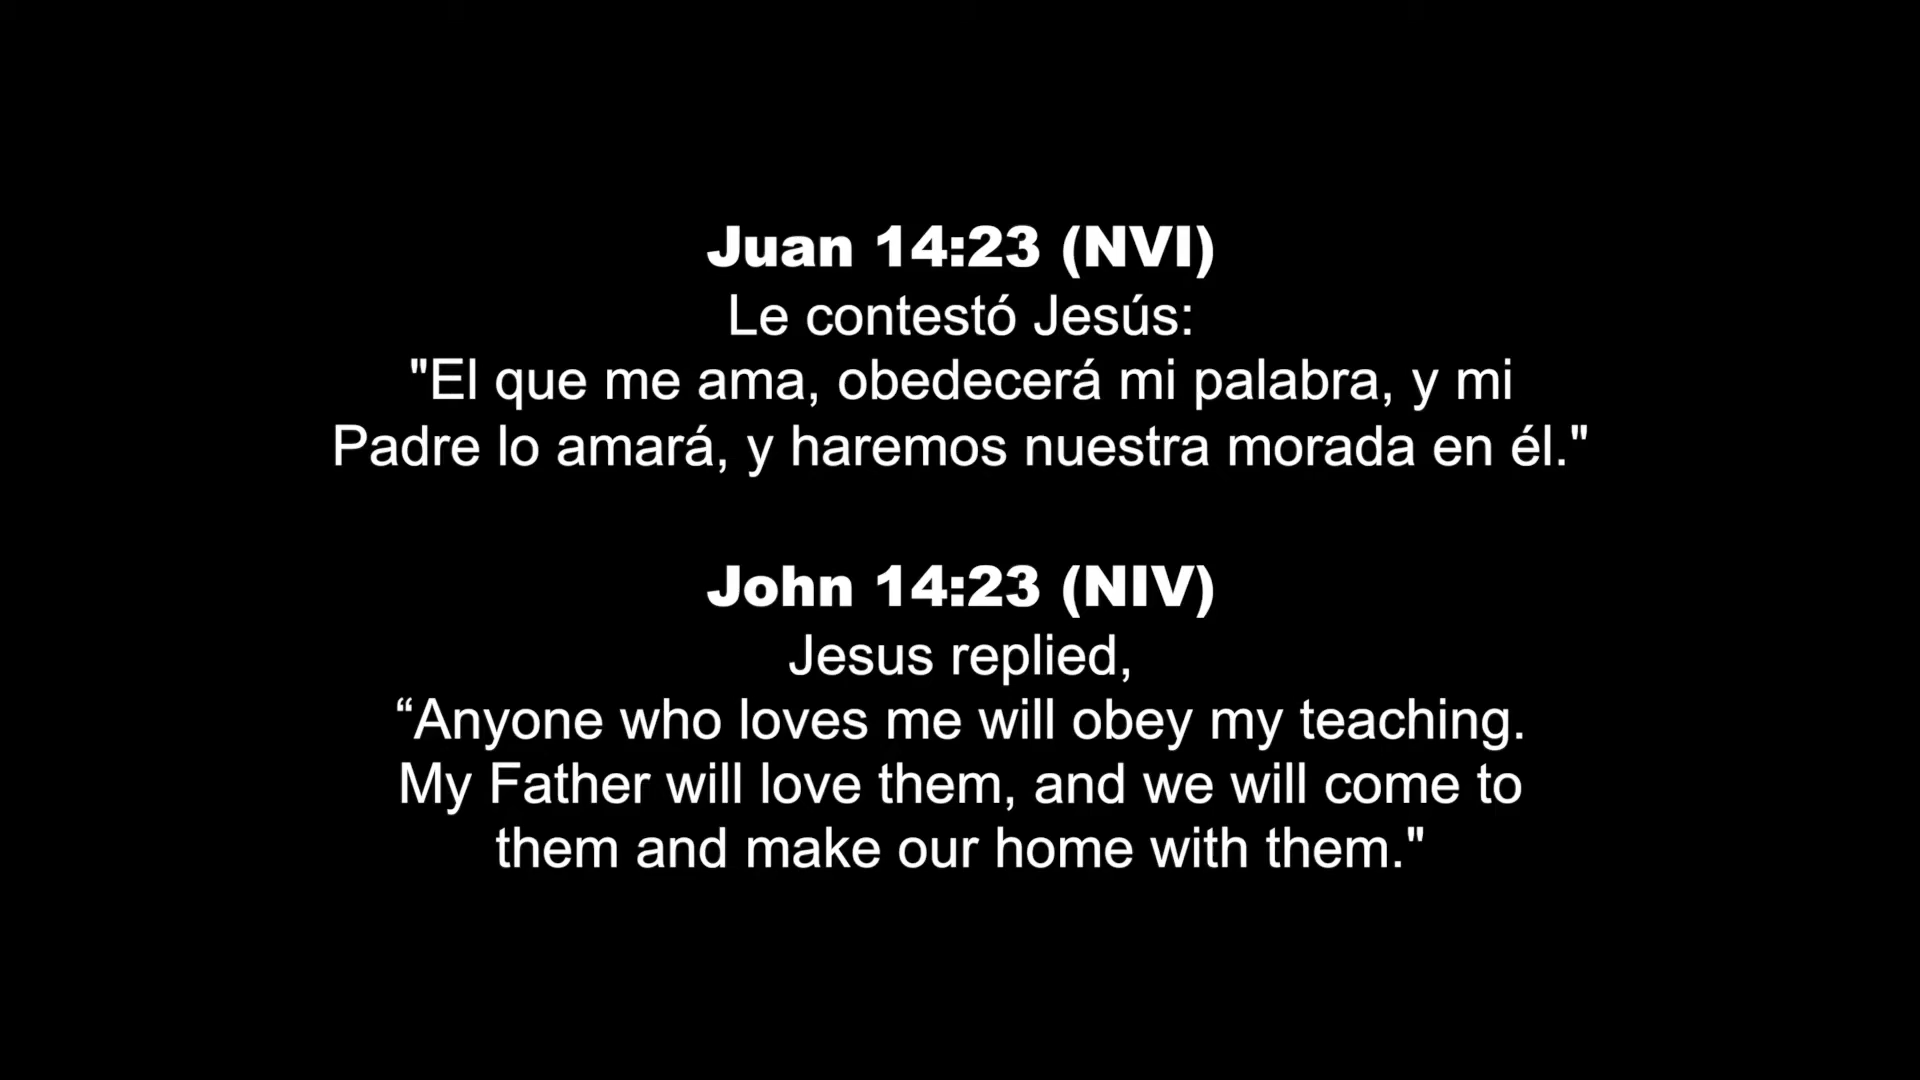 Juan 14:23 (NVI)
Le contestó Jesús:
"El que me ama, obedecerá mi palabra, y mi
Padre lo amará, y haremos nuestra morada en él."
John 14:23 (NIV)
Jesus replied,
“Anyone who loves me will obey my teaching.
My Father will love them, and we will come to
them and make our home with them."